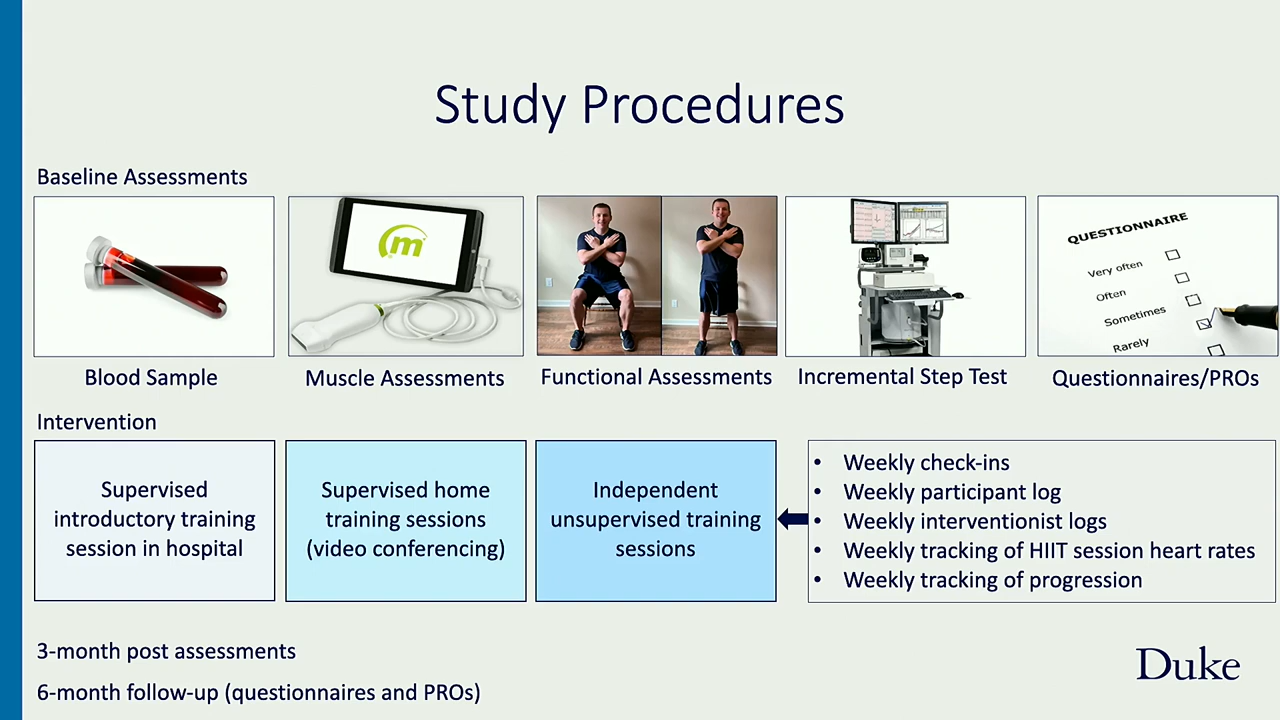 Study Procedures
Baseline Assessments
m
QUESTIONNAIRE
Very often
Often
Sometimes
Rarely
Blood Sample
Muscle Assessments
Functional Assessments
Incremental Step Test
Questionnaires/PROs
Intervention
Supervised
introductory training
session in hospital
Supervised home
training sessions
(video conferencing)
Independent
unsupervised training
sessions
• Weekly check-ins
• Weekly participant log
• Weekly interventionist logs
• Weekly tracking of HIIT session heart rates
• Weekly tracking of progression
3-month post assessments
6-month follow-up (questionnaires and PROs)
Duke